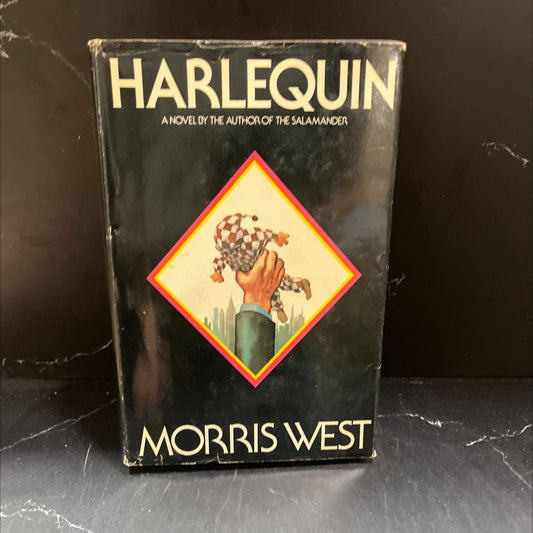 HARLEQUIN
A NOVEL BY THE AUTHOR OF THE SALAMANDER
MORRIS WEST